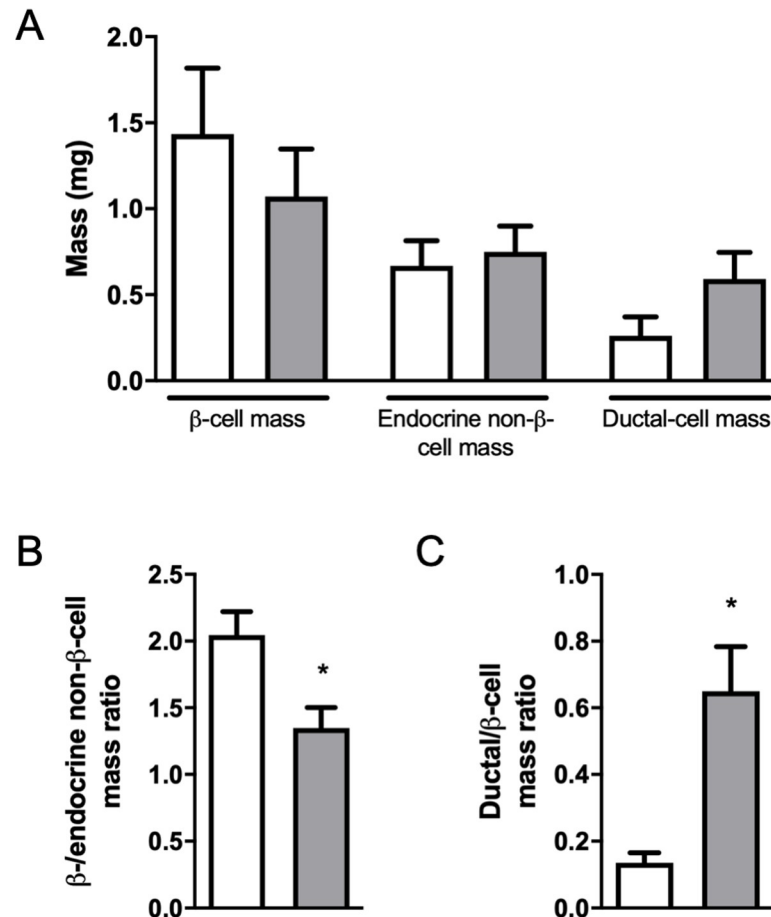 A
2.0
1.5
1.0
0.5
0.0
Mass (mg)
β-cell mass
Endocrine non-β-
cell mass
Ductal-cell mass
B
2.5
2.0
1.5
1.0
0.5
0.0
β-/endocrine non-β-cell
mass ratio
*
C
1.0
0.8
0.6
0.4
0.2
0.0
Ductal/β-cell
mass ratio
*